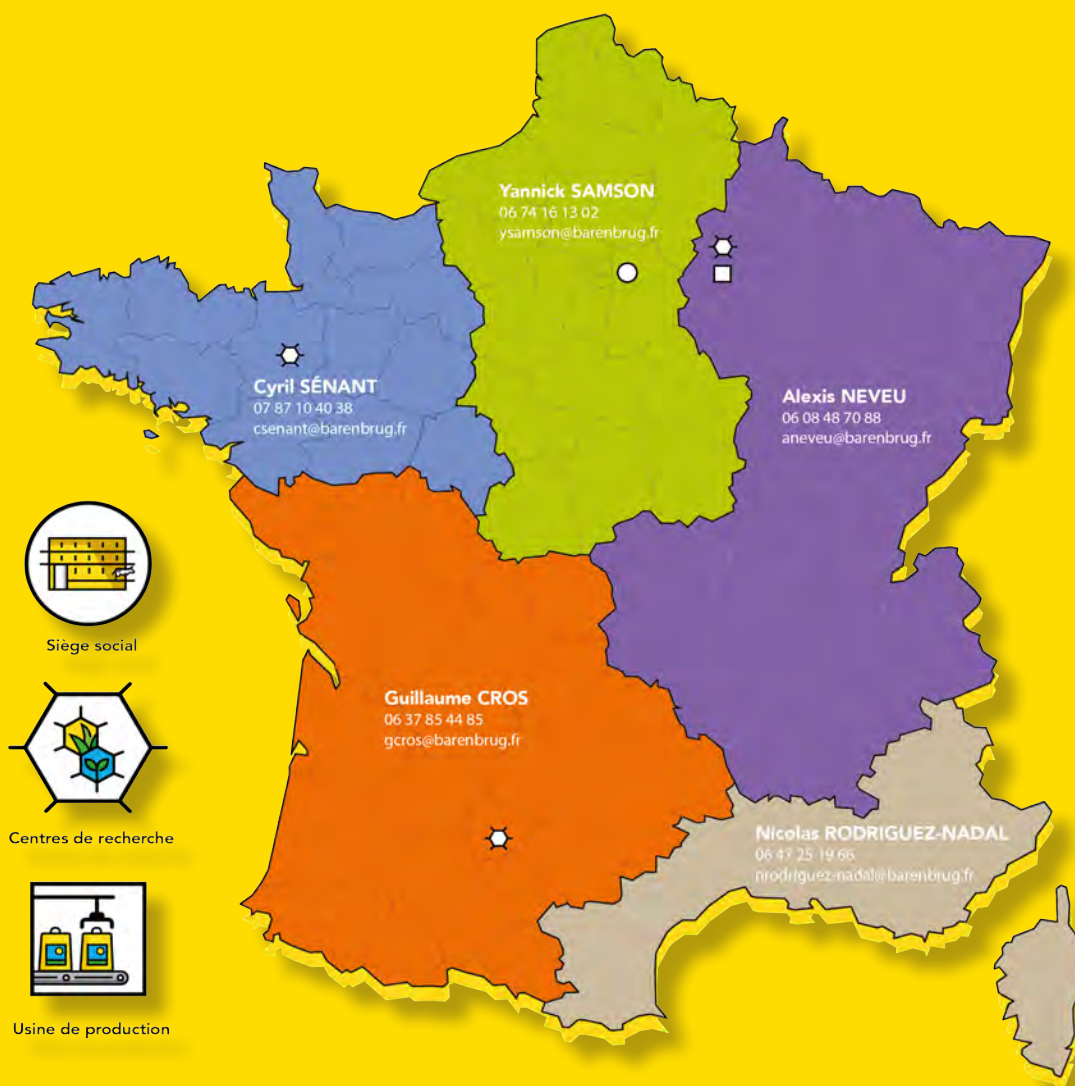 Yannick SAMSON
06 74 16 13 02
ysamson@barenbrug.fr
Cyril SÉNANT
07 87 10 40 38
csenant@barenbrug.fr
Alexis NEVEU
06 08 48 70 88
aneveu@barenbrug.fr
Siège social
Guillaume CROS
06 37 85 44 85
gcros@barenbrug.fr
Centres de recherche
Nicolas RODRIGUEZ-NADAL
06 47 25 19 66
nrodriguez-nadal@barenbrug.fr
Usine de production